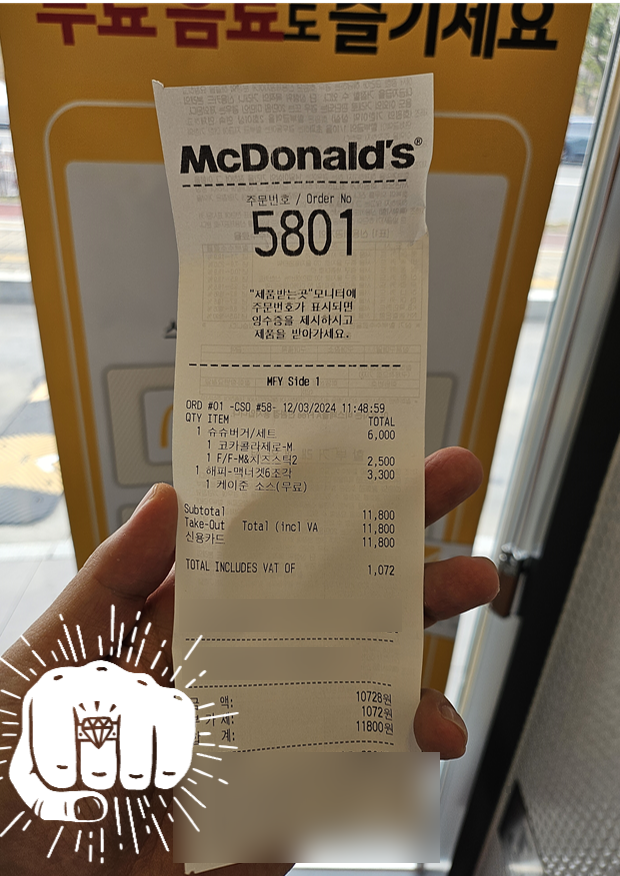 무료 음료도 즐기세요
McDonald's®
주문번호 / Order No
5801
"제품받는곳"모니터에
주문번호가 표시되면
영수증을 제시하시고
제품을 받아가세요.
MFY Side 1
ORD #01 -CSO #58- 12/03/2024 11:48:59
QTY ITEM TOTAL
1 슈슈버거/세트 6,000
1 코카콜라제로-M
1 F/F-M&치즈스틱2 2,500
1 해피-맥너겟6조각 3,300
1 케이준 소스(무료)
Subtotal 11,800
Take-Out Total (incl VA 11,800
신용카드 11,800
TOTAL INCLUDES VAT OF 1,072
액: 10728원
세: 1072원
계: 11800원